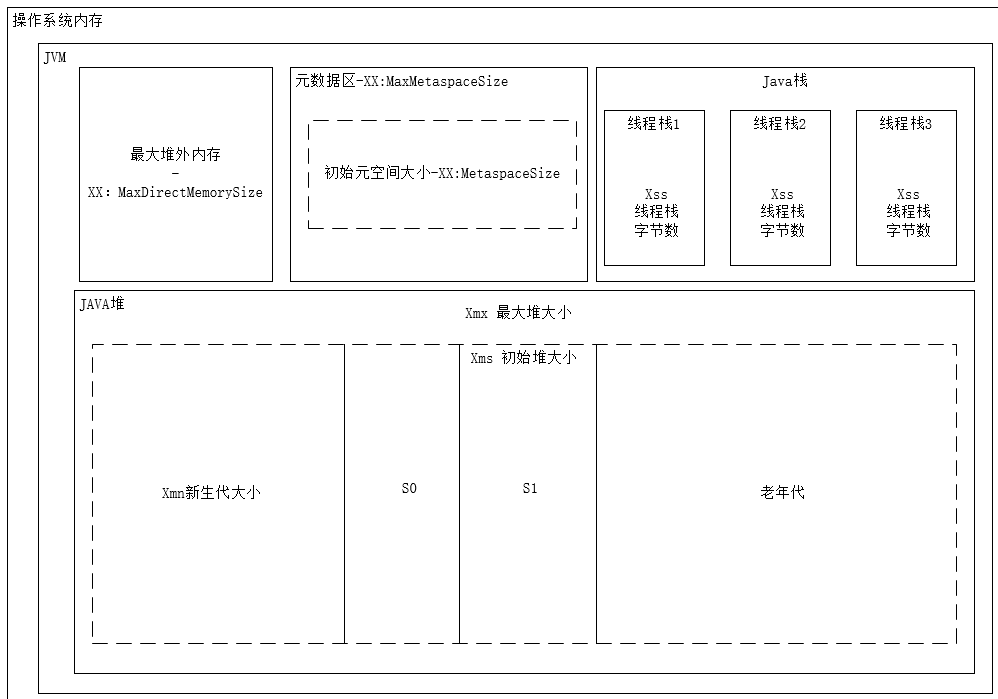 操作系统内存
JVM
最大堆外内存
-
XX：MaxDirectMemorySize
元数据区-XX:MaxMetaspaceSize
初始元空间大小-XX:MetaspaceSize
Java栈
线程栈1
Xss
线程栈
字节数
线程栈2
Xss
线程栈
字节数
线程栈3
Xss
线程栈
字节数
JAVA堆
Xmx 最大堆大小
Xms 初始堆大小
Xmn新生代大小
S0
S1
老年代